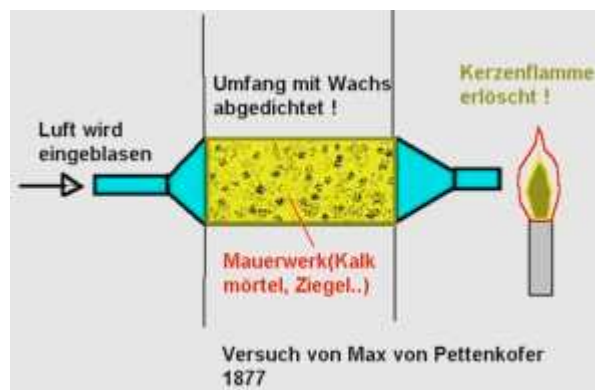 Umfang mit Wachs
abgedichtet !
Kerzenflamme
erlöscht !
Luft wird
eingeblasen
Mauerwerk(Kalk
mörtel, Ziegel..)
Versuch von Max von Pettenkofer
1877